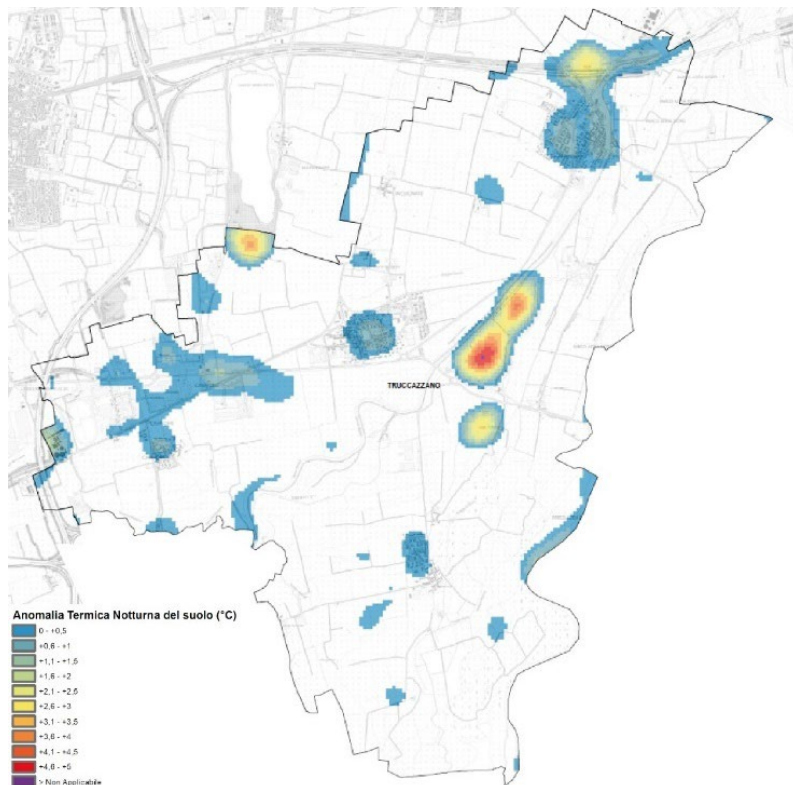 TRUCCAZZANO
Anomalia Termica Notturna del suolo (°C)
0 - +0,5
+0,6 - +1
+1,1 - +1,5
+1,6 - +2
+2,1 - +2,5
+2,6 - +3
+3,1 - +3,5
+3,6 - +4
+4,1 - +4,5
+4,6 - +5
> Non Applicabile